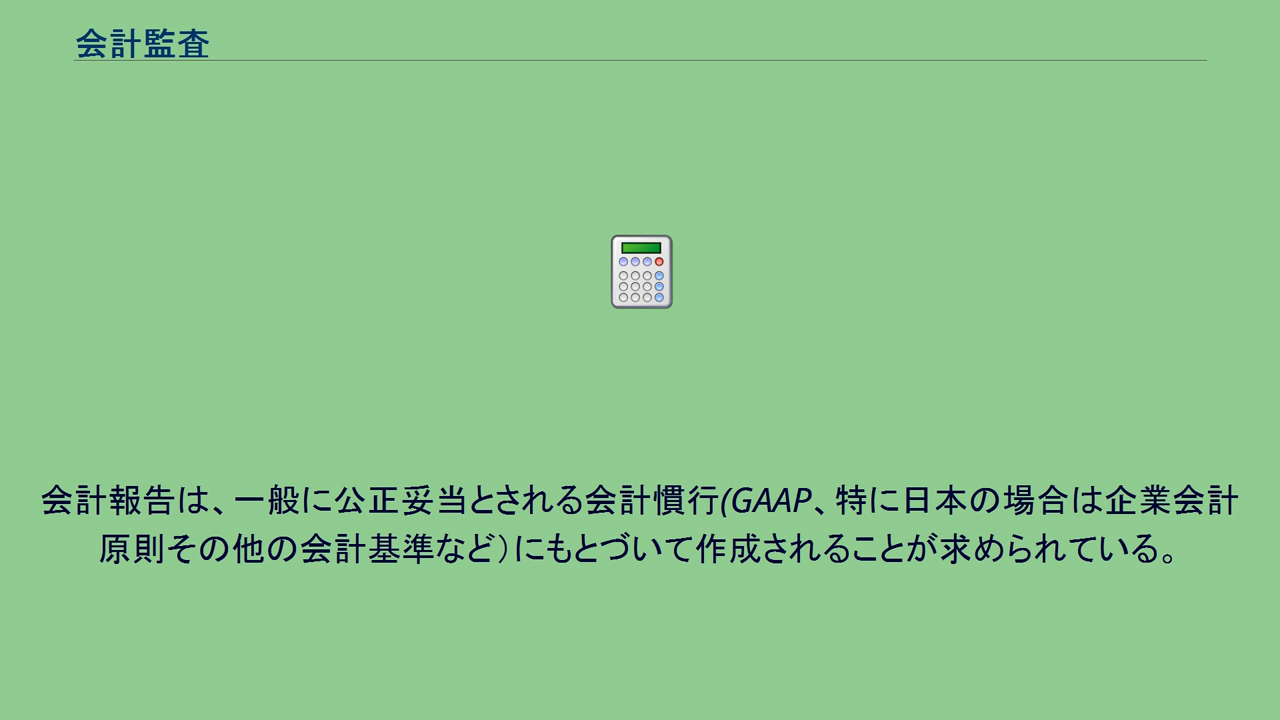 会計監査
会計報告は、一般に公正妥当とされる会計慣行(GAAP、特に日本の場合は企業会計
原則その他の会計基準など）にもとづいて作成されることが求められている。